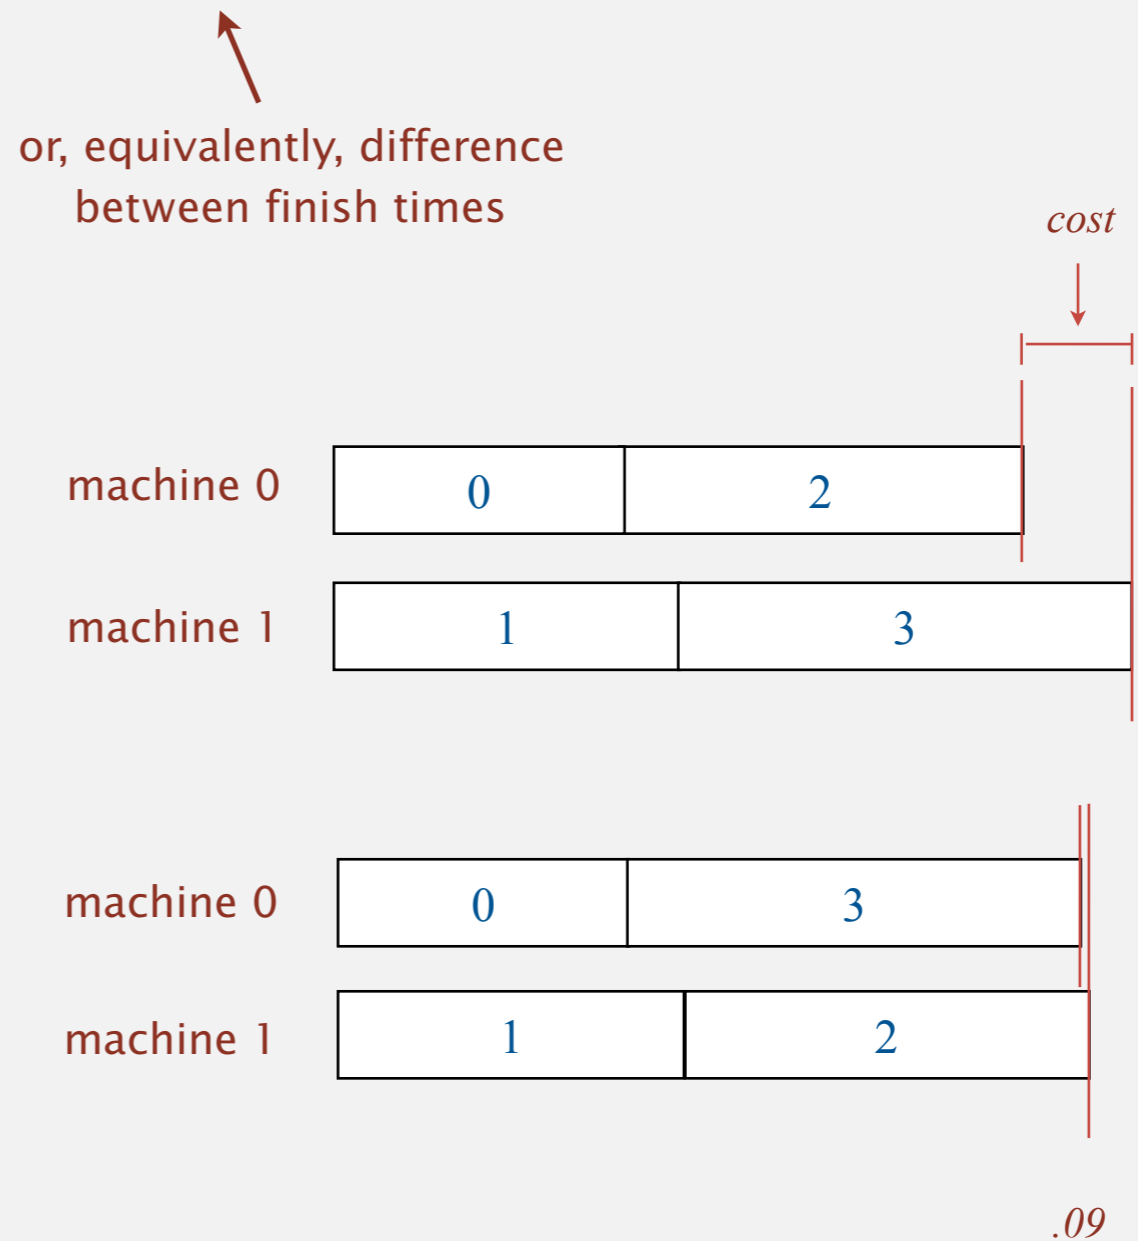 or, equivalently, difference
between finish times
cost
machine 0
0 2
machine 1
1 3
machine 0
0 3
machine 1
1 2
.09